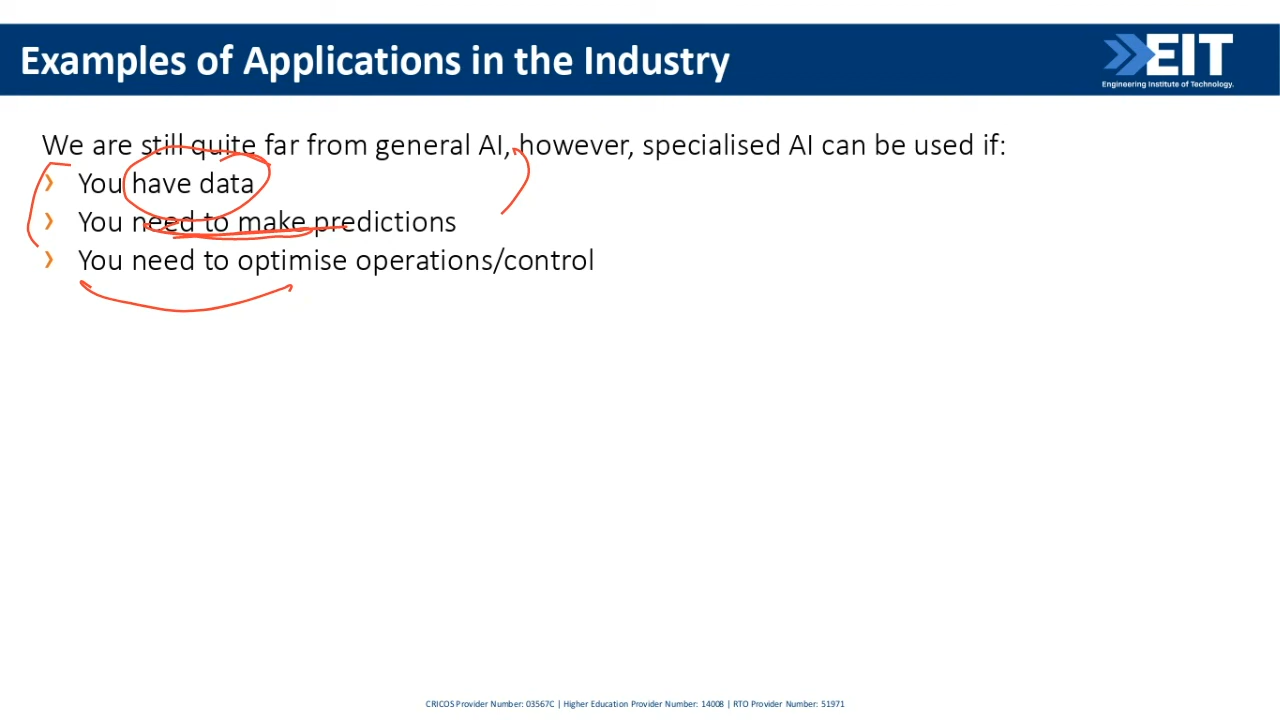 Examples of Applications in the Industry
EIT
Engineering Institute of Technology.
We are still quite far from general AI, however, specialised AI can be used if:
› You have data
› You need to make predictions
› You need to optimise operations/control
CRICOS Provider Number: 03567C | Higher Education Provider Number: 14008 | RTO Provider Number: 51971